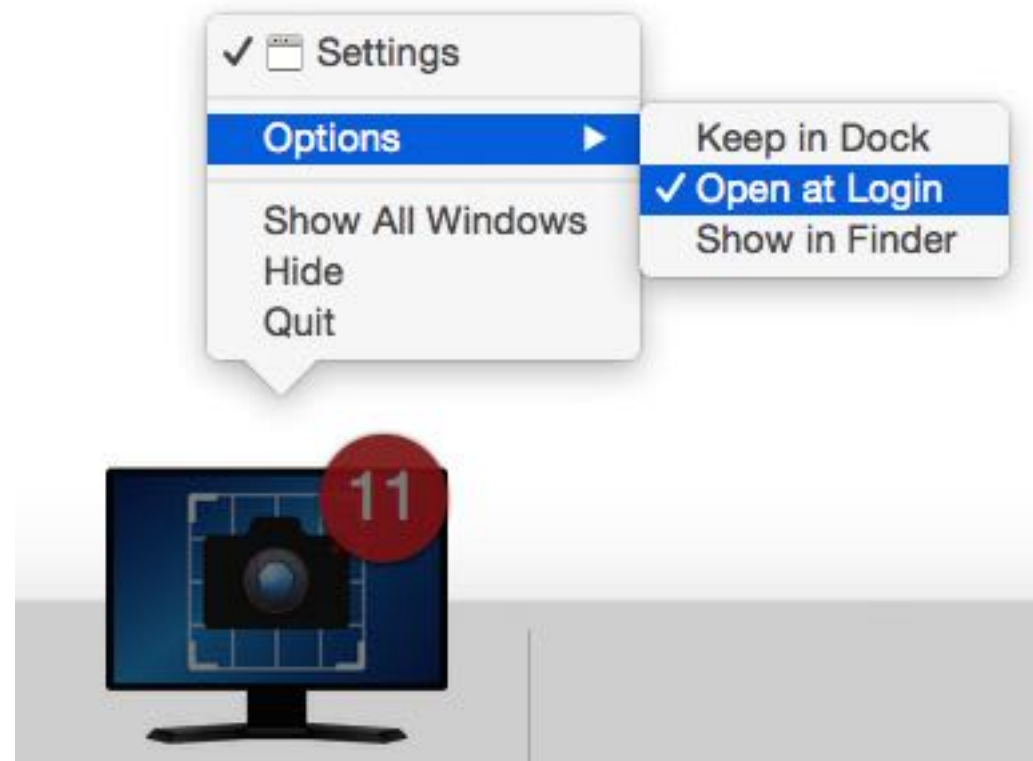 ✓ Settings
Options ▶
Keep in Dock
✓ Open at Login
Show in Finder
Show All Windows
Hide
Quit
11